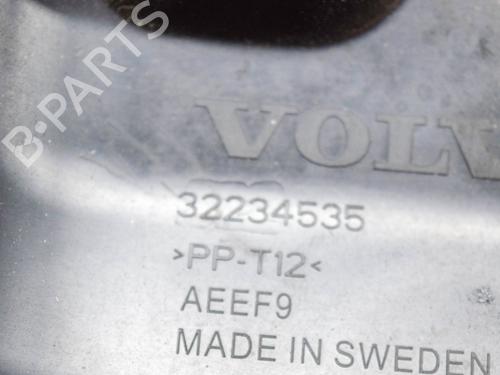 B-PARTS
VOLV
32234535
>PP-T12<
AEEF9
MADE IN SWEDEN